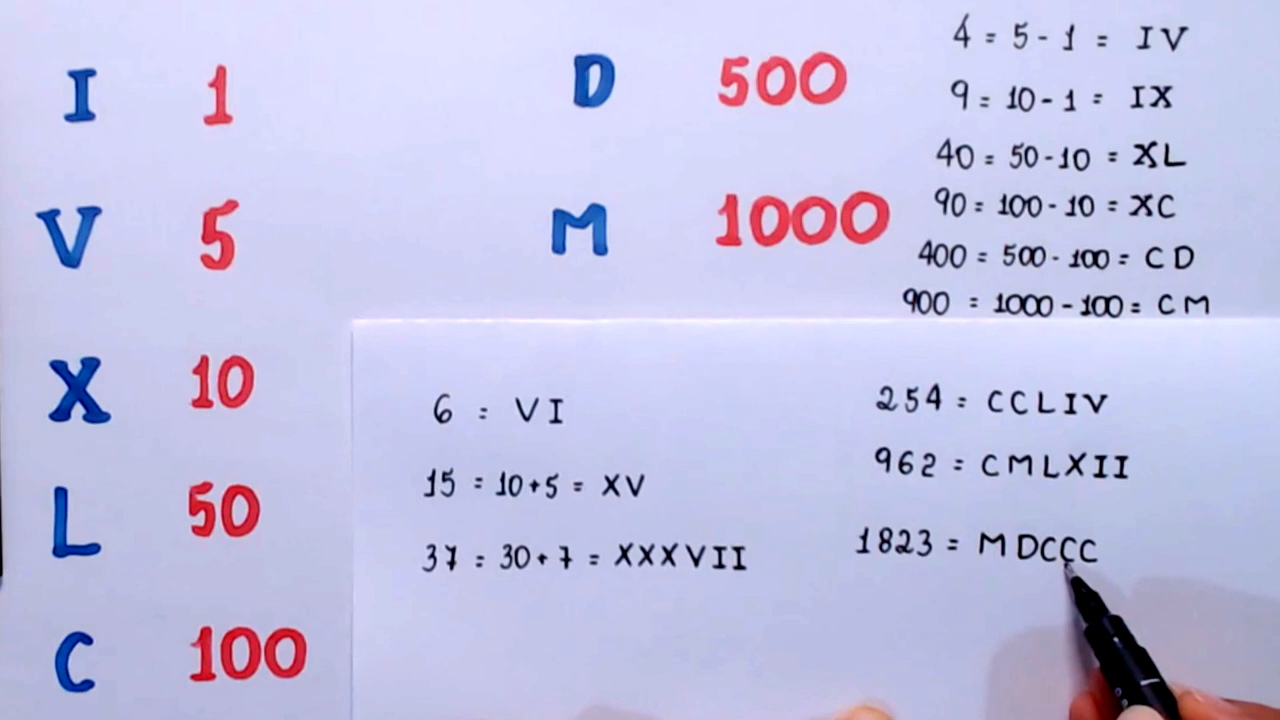 I 1
V 5
X 10
L 50
C 100
D 500
M 1000
4 = 5 - 1 = IV
9 = 10 - 1 = IX
40 = 50 - 10 = XL
90 = 100 - 10 = XC
400 = 500 - 100 = CD
900 = 1000 - 100 = CM
6 = VI
15 = 10 + 5 = XV
37 = 30 + 7 = XXXVII
254 = CCLIV
962 = CMLXII
1823 = MDCCC